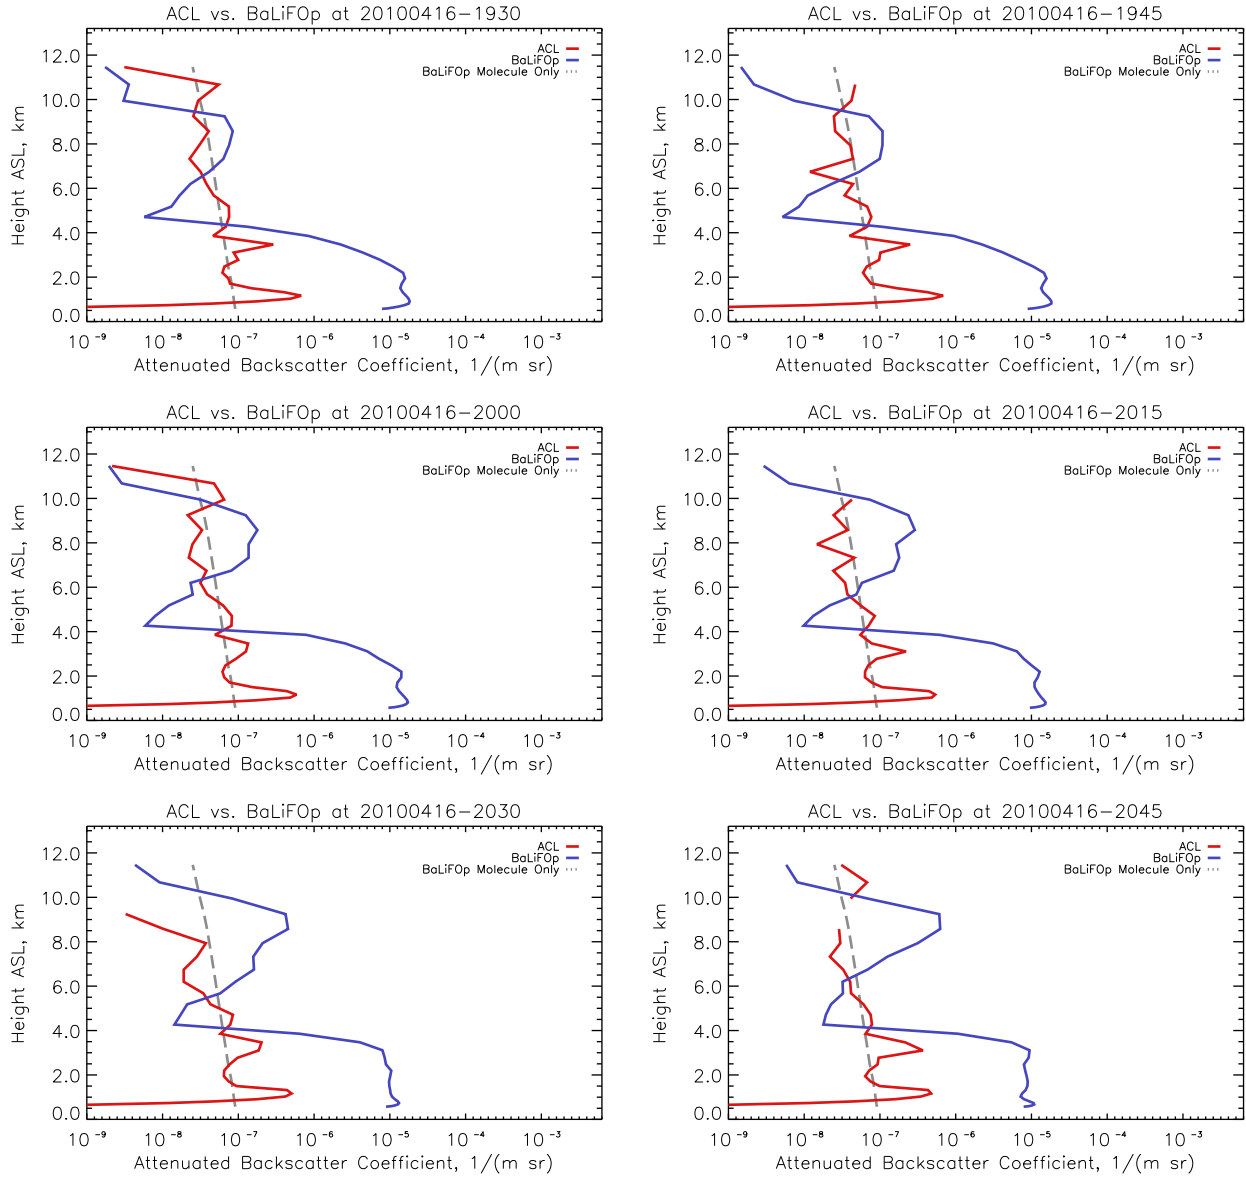 ACL vs. BaLiFOp at 20100416-1930
12.0
10.0
8.0
6.0
4.0
2.0
0.0
Height ASL, km
ACL
BaLiFOp
BaLiFOp Molecule Only
10⁻⁹ 10⁻⁸ 10⁻⁷ 10⁻⁶ 10⁻⁵ 10⁻⁴ 10⁻³
Attenuated Backscatter Coefficient, 1/(m sr)
ACL vs. BaLiFOp at 20100416-1945
12.0
10.0
8.0
6.0
4.0
2.0
0.0
Height ASL, km
ACL
BaLiFOp
BaLiFOp Molecule Only
10⁻⁹ 10⁻⁸ 10⁻⁷ 10⁻⁶ 10⁻⁵ 10⁻⁴ 10⁻³
Attenuated Backscatter Coefficient, 1/(m sr)
ACL vs. BaLiFOp at 20100416-2000
12.0
10.0
8.0
6.0
4.0
2.0
0.0
Height ASL, km
ACL
BaLiFOp
BaLiFOp Molecule Only
10⁻⁹ 10⁻⁸ 10⁻⁷ 10⁻⁶ 10⁻⁵ 10⁻⁴ 10⁻³
Attenuated Backscatter Coefficient, 1/(m sr)
ACL vs. BaLiFOp at 20100416-2015
12.0
10.0
8.0
6.0
4.0
2.0
0.0
Height ASL, km
ACL
BaLiFOp
BaLiFOp Molecule Only
10⁻⁹ 10⁻⁸ 10⁻⁷ 10⁻⁶ 10⁻⁵ 10⁻⁴ 10⁻³
Attenuated Backscatter Coefficient, 1/(m sr)
ACL vs. BaLiFOp at 20100416-2030
12.0
10.0
8.0
6.0
4.0
2.0
0.0
Height ASL, km
ACL
BaLiFOp
BaLiFOp Molecule Only
10⁻⁹ 10⁻⁸ 10⁻⁷ 10⁻⁶ 10⁻⁵ 10⁻⁴ 10⁻³
Attenuated Backscatter Coefficient, 1/(m sr)
ACL vs. BaLiFOp at 20100416-2045
12.0
10.0
8.0
6.0
4.0
2.0
0.0
Height ASL, km
ACL
BaLiFOp
BaLiFOp Molecule Only
10⁻⁹ 10⁻⁸ 10⁻⁷ 10⁻⁶ 10⁻⁵ 10⁻⁴ 10⁻³
Attenuated Backscatter Coefficient, 1/(m sr)